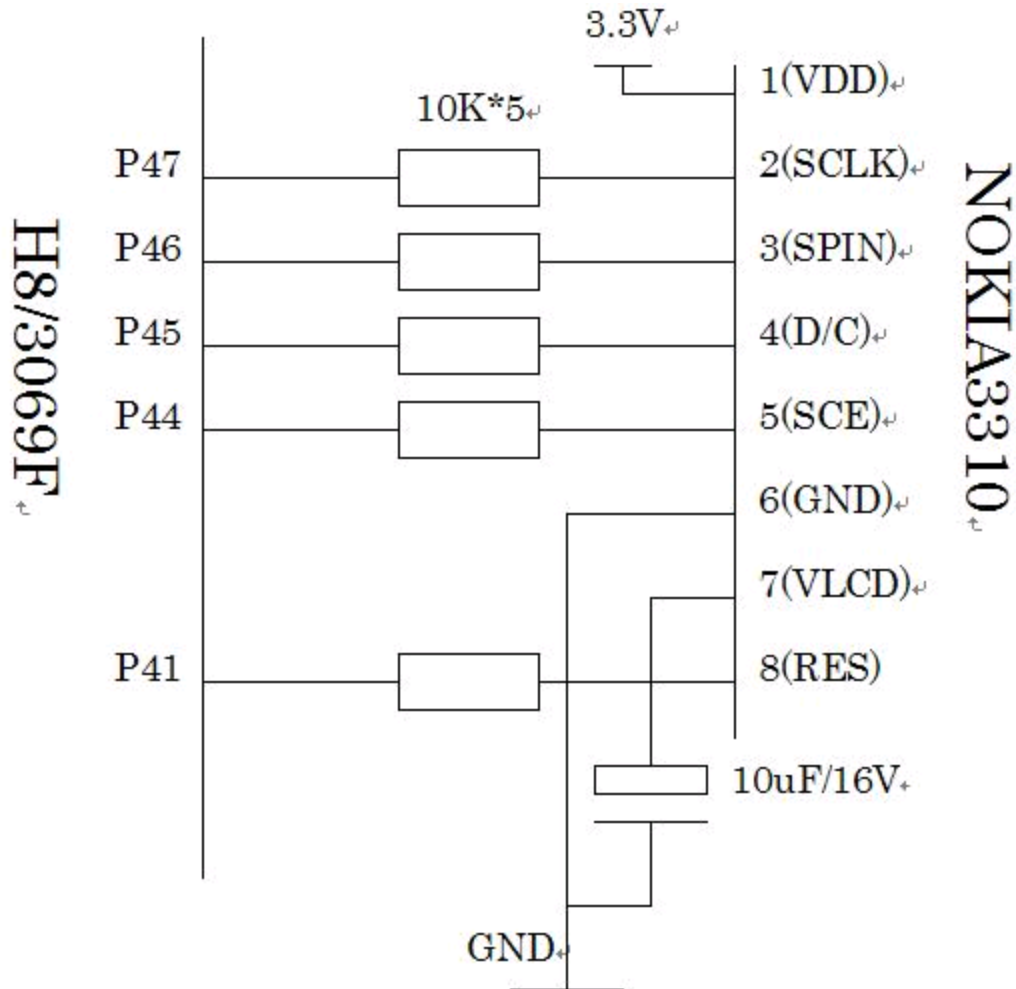 3.3V
1(VDD)
10K*5
P47
2(SCLK)
P46
3(SPIN)
P45
4(D/C)
P44
5(SCE)
6(GND)
7(VLCD)
P41
8(RES)
10uF/16V
GND
H8/3069F
NOKIA3310